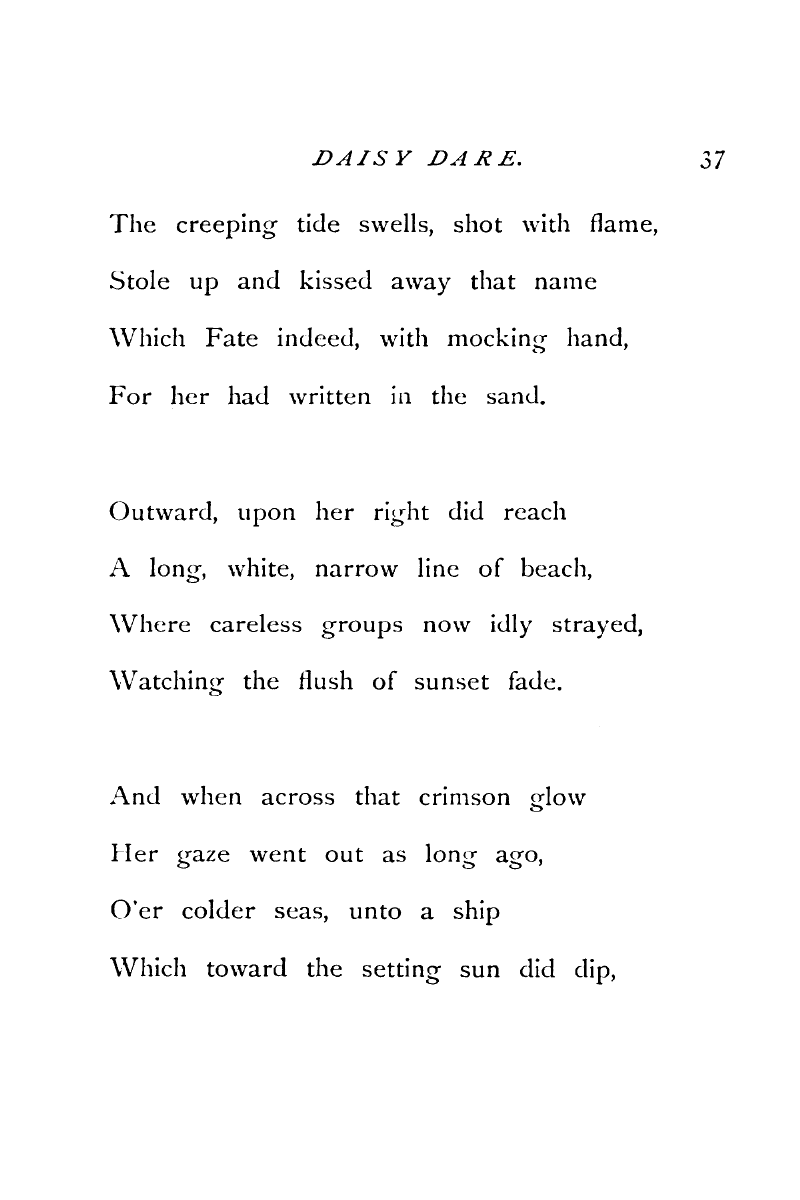 DAISY DARE. 37
The creeping tide swells, shot with flame,
Stole up and kissed away that name
Which Fate indeed, with mocking hand,
For her had written in the sand.
Outward, upon her right did reach
A long, white, narrow line of beach,
Where careless groups now idly strayed,
Watching the flush of sunset fade.
And when across that crimson glow
Her gaze went out as long ago,
O'er colder seas, unto a ship
Which toward the setting sun did dip,